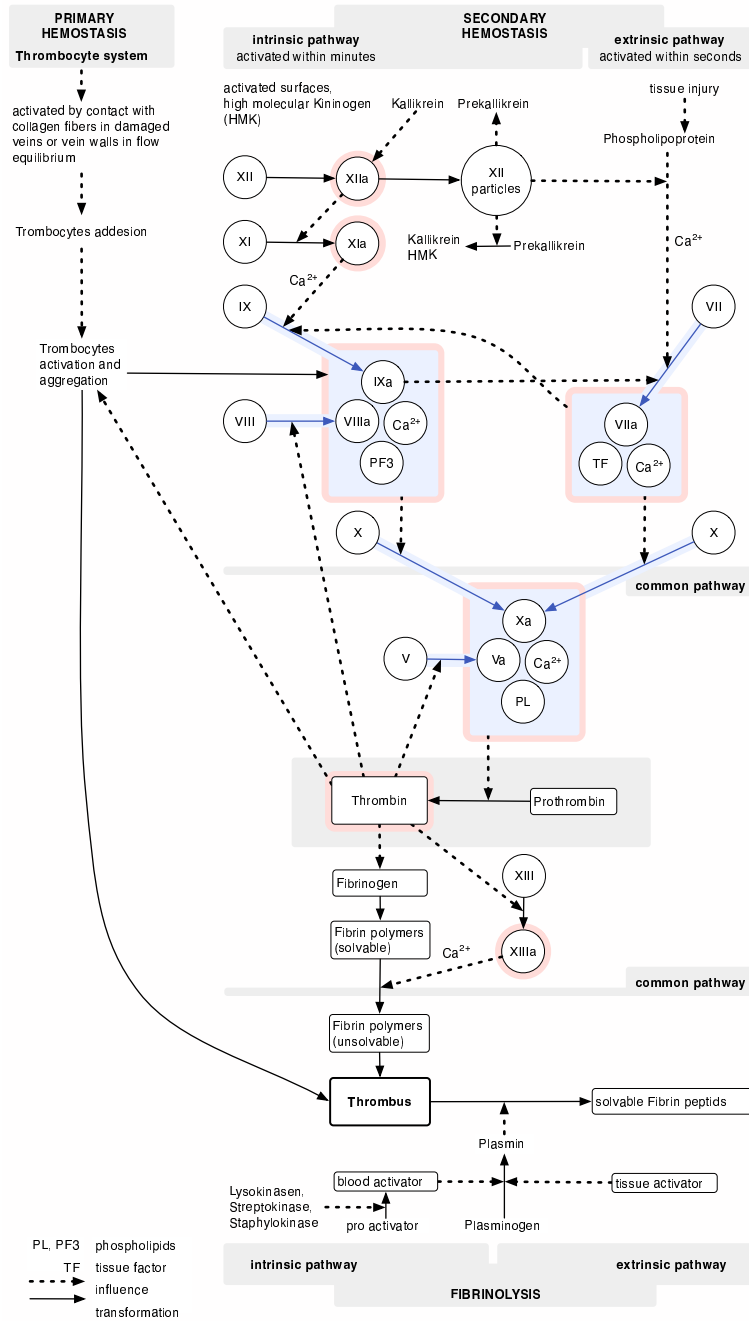 PRIMARY
HEMOSTASIS
Thrombocyte system
activated by contact with
collagen fibers in damaged
veins or vein walls in flow
equilibrium
Trombocytes addesion
Trombocytes
activation and
aggregation
SECONDARY
HEMOSTASIS
intrinsic pathway
activated within minutes
extrinsic pathway
activated within seconds
activated surfaces,
high molecular Kininogen
(HMK)
Kallikrein
Prekallikrein
tissue injury
Phospholipoprotein
XII
XIIa
XII
particles
XI
XIa
Kallikrein
HMK
Prekallikrein
Ca²⁺
Ca²⁺
IX
VII
IXa
VIII
VIIIa
Ca²⁺
PF3
VIIa
TF
Ca²⁺
X
X
common pathway
Xa
V
Va
Ca²⁺
PL
Thrombin
Prothrombin
Fibrinogen
XIII
Fibrin polymers
(solvable)
Ca²⁺
XIIIa
common pathway
Fibrin polymers
(unsolvable)
Thrombus
solvable Fibrin peptids
Plasmin
blood activator
tissue activator
Lysokinasen,
Streptokinase,
Staphylokinase
pro activator
Plasminogen
intrinsic pathway
extrinsic pathway
FIBRINOLYSIS
PL, PF3 phospholipids
TF tissue factor
influence
transformation